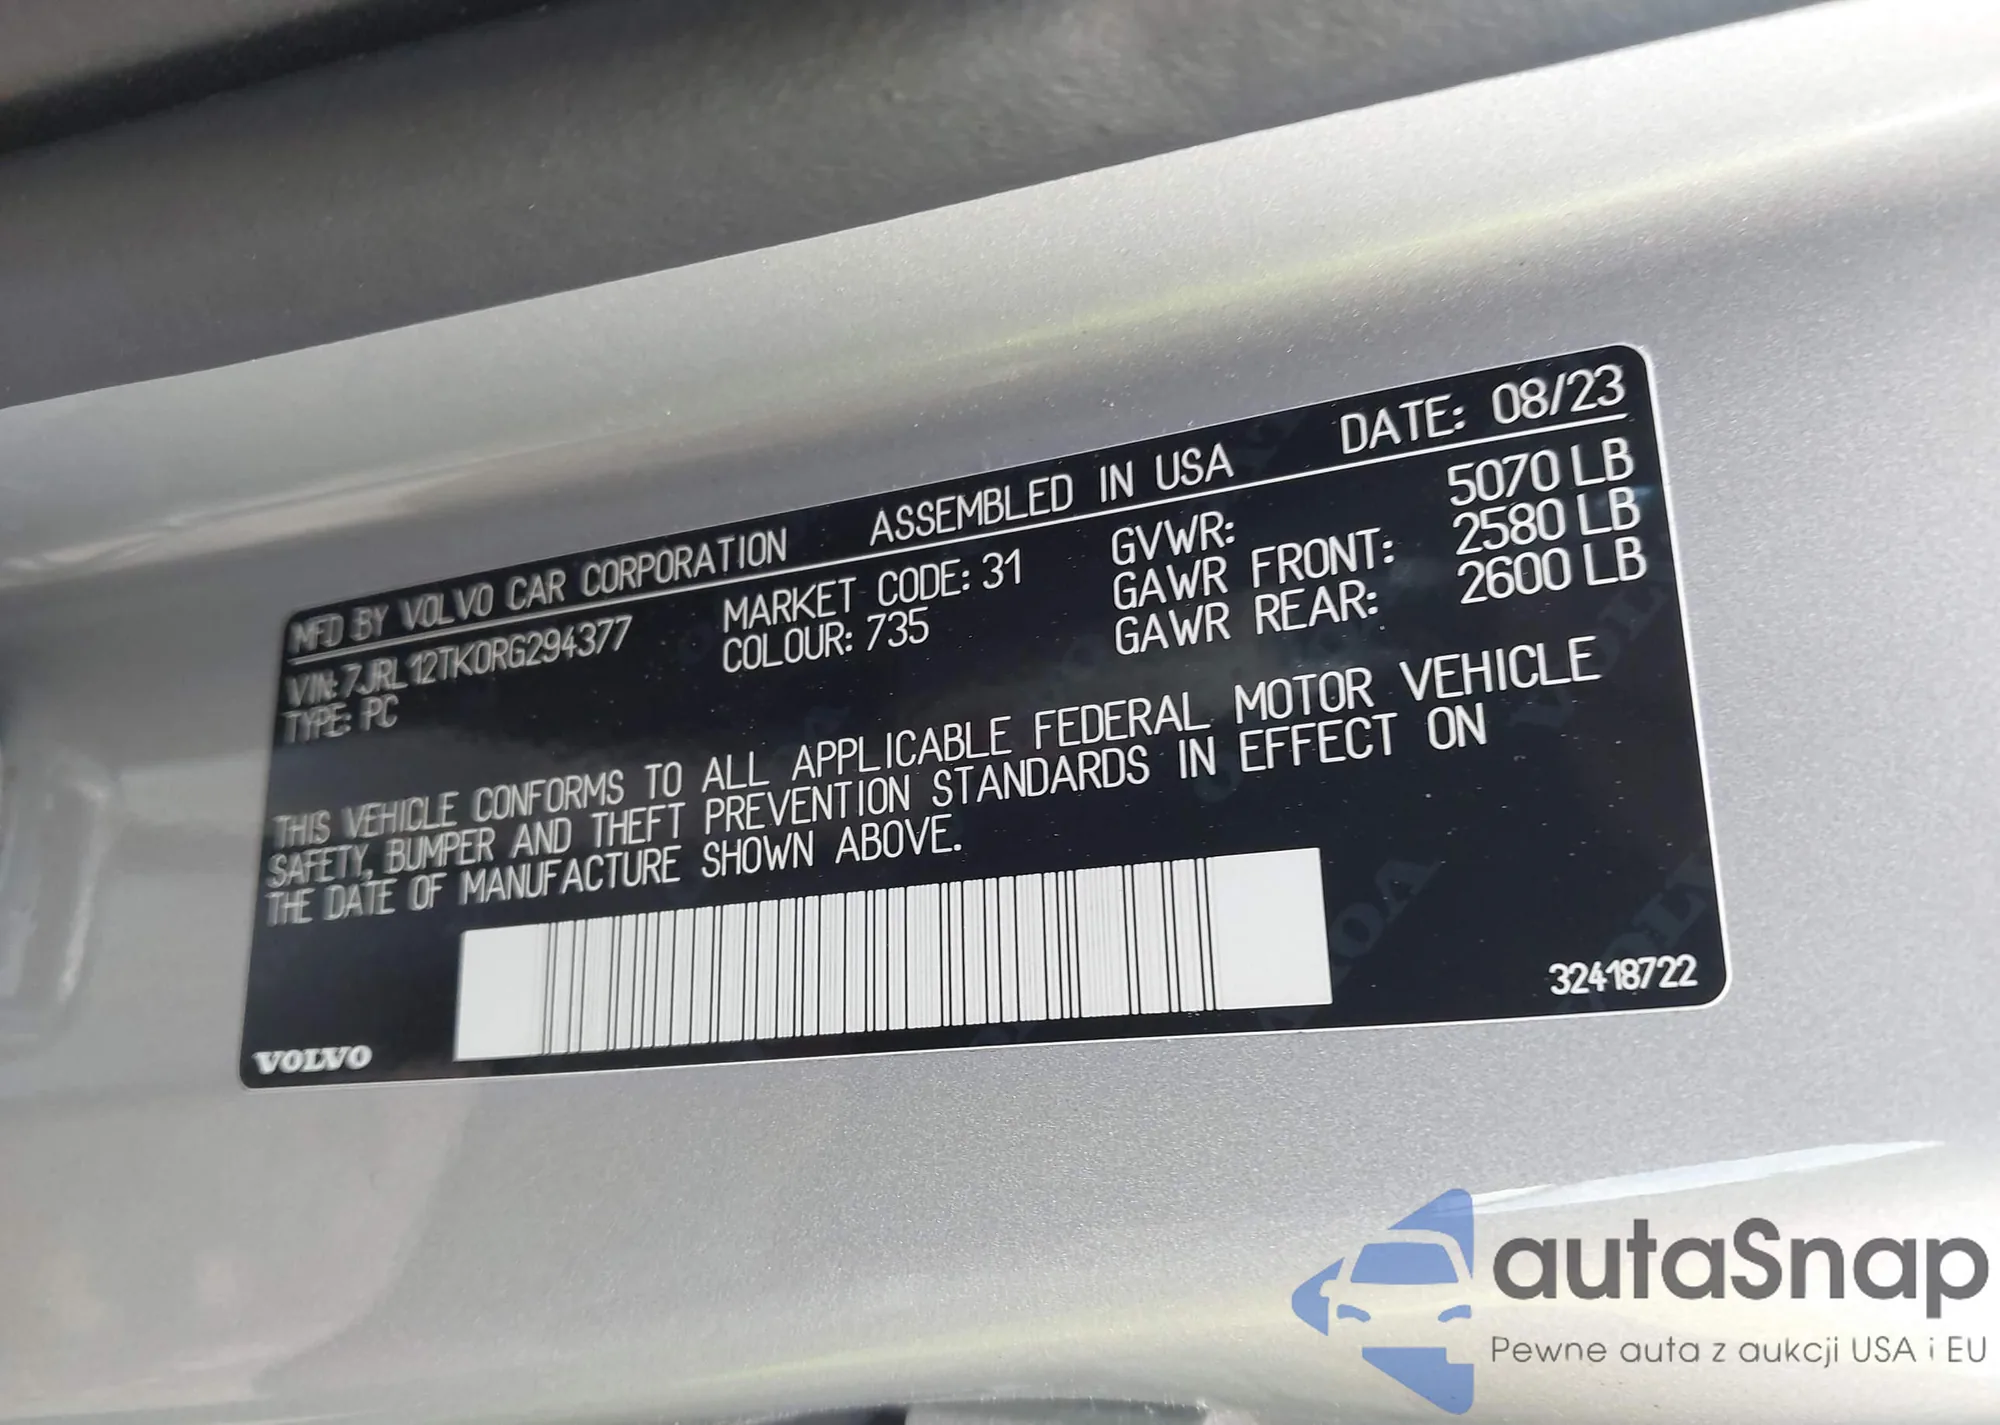 MFD BY VOLVO CAR CORPORATION ASSEMBLED IN USA DATE: 08/23
VIN: 7JRL12TK0RG294377 MARKET CODE: 31 GVWR: 5070 LB
TYPE: PC COLOUR: 735 GAWR FRONT: 2580 LB
GAWR REAR: 2600 LB
THIS VEHICLE CONFORMS TO ALL APPLICABLE FEDERAL MOTOR VEHICLE
SAFETY, BUMPER AND THEFT PREVENTION STANDARDS IN EFFECT ON
THE DATE OF MANUFACTURE SHOWN ABOVE.
32418722
VOLVO
autaSnap
Pewne auta z aukcji USA i EU